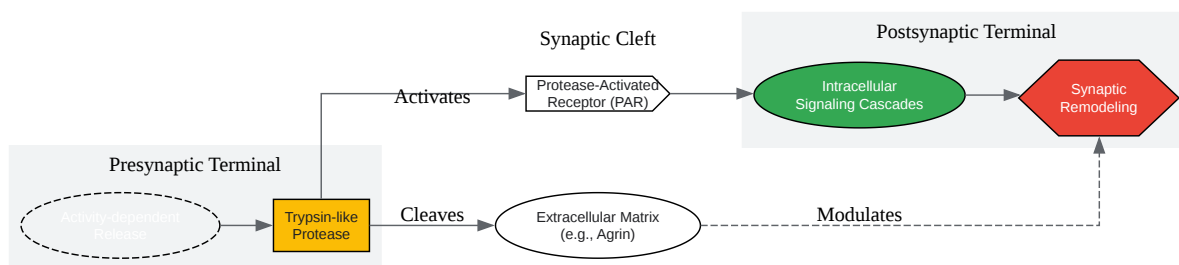 Synaptic Cleft
Postsynaptic Terminal
Activates
Protease-Activated
Receptor (PAR)
Intracellular
Signaling Cascades
Synaptic
Remodeling
Presynaptic Terminal
Activity-dependent
Release
Trypsin-like
Protease
Cleaves
Extracellular Matrix
(e.g., Agrin)
Modulates